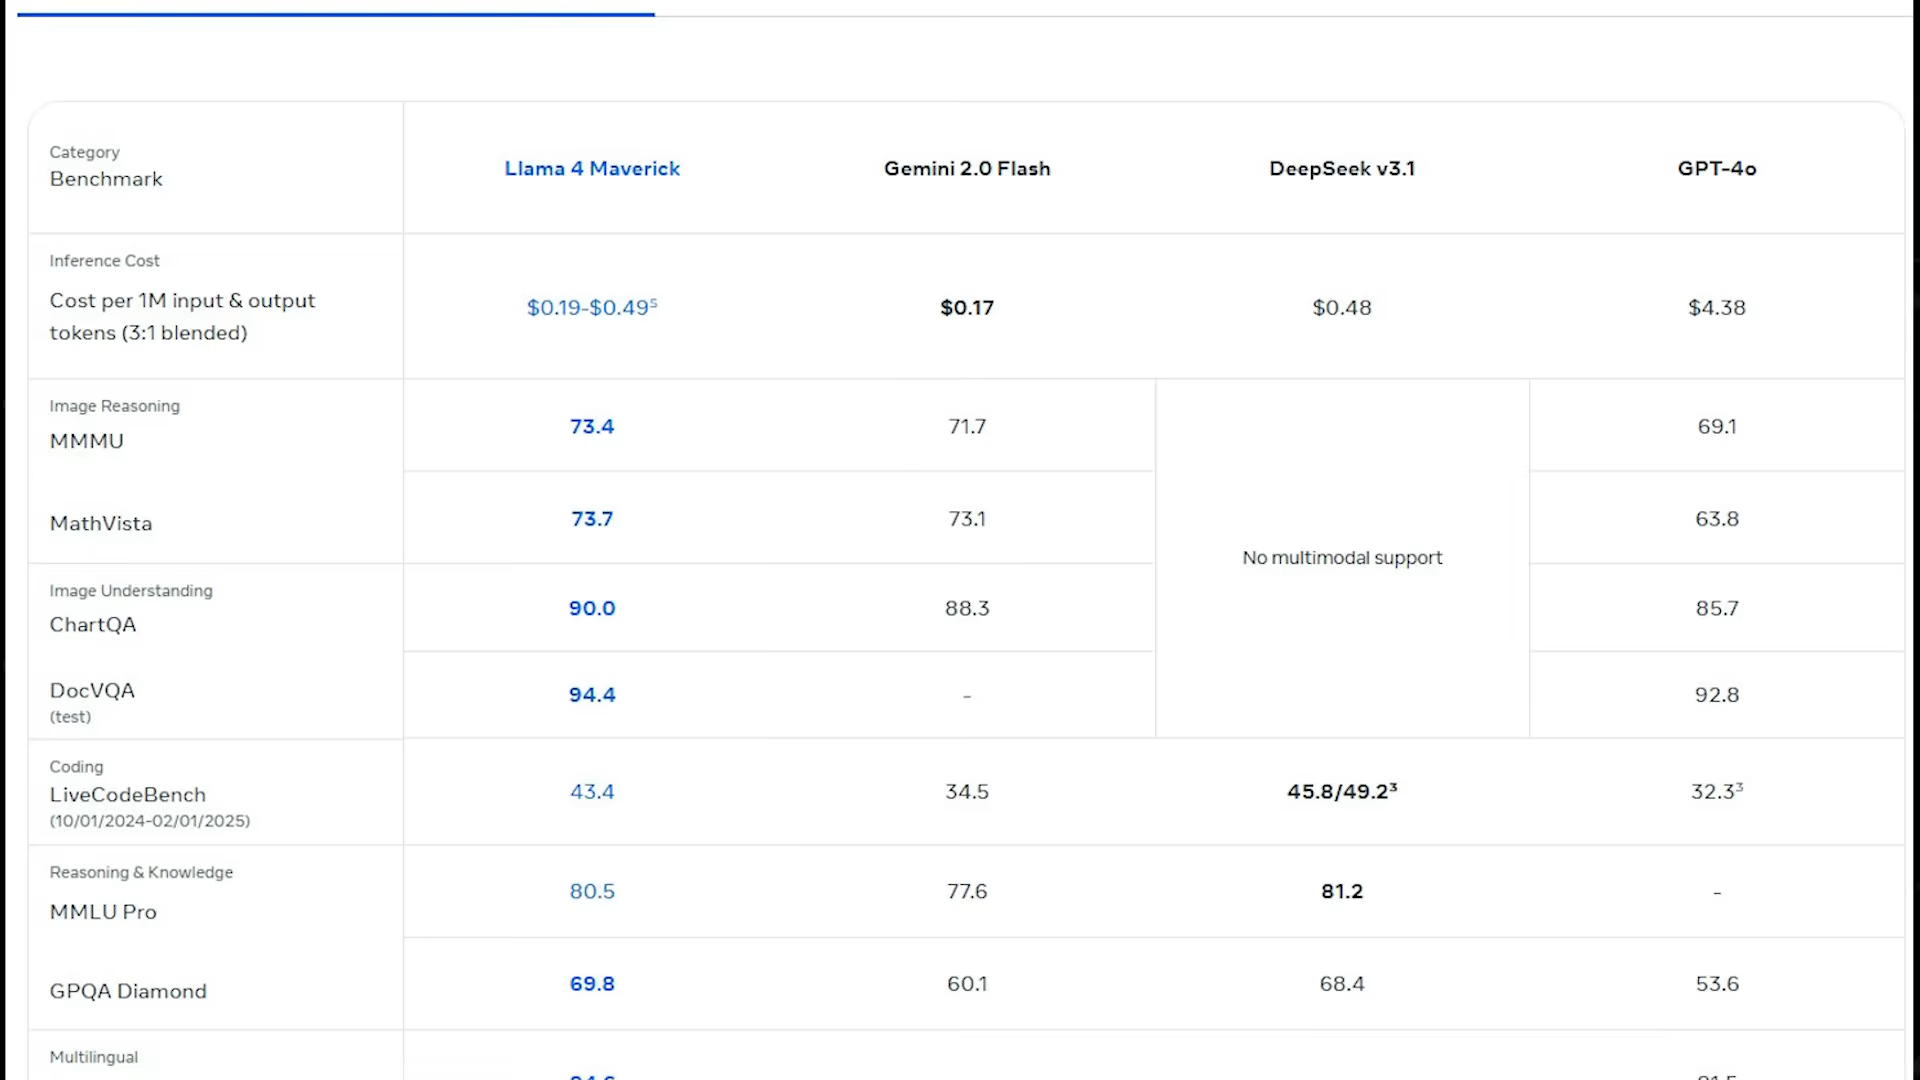 Category
Benchmark
Llama 4 Maverick
Gemini 2.0 Flash
DeepSeek v3.1
GPT-4o
Inference Cost
Cost per 1M input & output
tokens (3:1 blended)
$0.19-$0.49⁵
$0.17
$0.48
$4.38
Image Reasoning
MMMU
73.4
71.7
69.1
MathVista
73.7
73.1
63.8
No multimodal support
Image Understanding
ChartQA
90.0
88.3
85.7
DocVQA
(test)
94.4
-
92.8
Coding
LiveCodeBench
(10/01/2024-02/01/2025)
43.4
34.5
45.8/49.2³
32.3³
Reasoning & Knowledge
MMLU Pro
80.5
77.6
81.2
-
GPQA Diamond
69.8
60.1
68.4
53.6
Multilingual